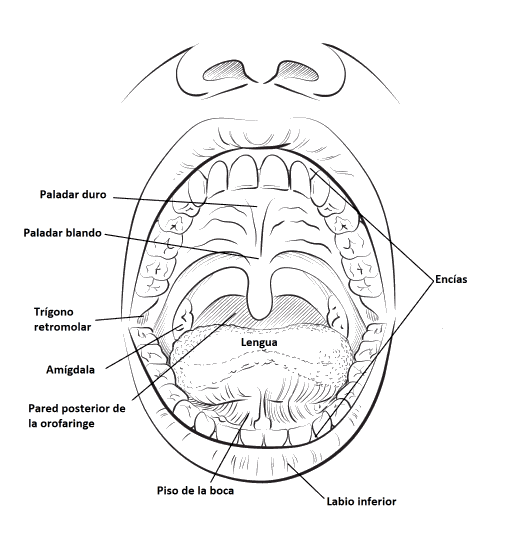 Paladar duro
Paladar blando
Encías
Trígono
retromolar
Lengua
Amígdala
Pared posterior de
la orofaringe
Piso de la boca
Labio inferior